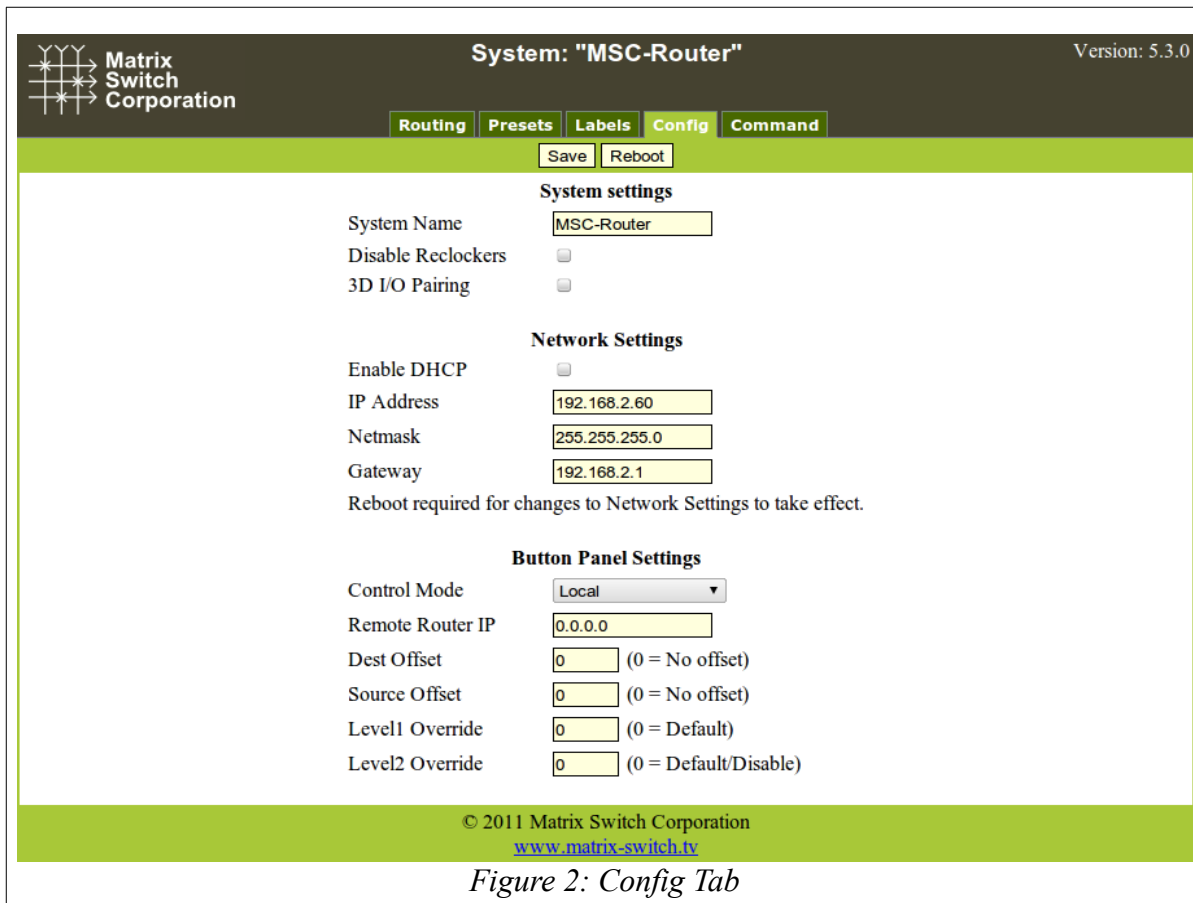 Matrix
Switch
Corporation
System: "MSC-Router"
Version: 5.3.0
Routing Presets Labels Config Command
Save Reboot
System settings
System Name MSC-Router
Disable Reclockers
3D I/O Pairing
Network Settings
Enable DHCP
IP Address 192.168.2.60
Netmask 255.255.255.0
Gateway 192.168.2.1
Reboot required for changes to Network Settings to take effect.
Button Panel Settings
Control Mode Local
Remote Router IP 0.0.0.0
Dest Offset 0 (0 = No offset)
Source Offset 0 (0 = No offset)
Level1 Override 0 (0 = Default)
Level2 Override 0 (0 = Default/Disable)
© 2011 Matrix Switch Corporation
www.matrix-switch.tv
Figure 2: Config Tab